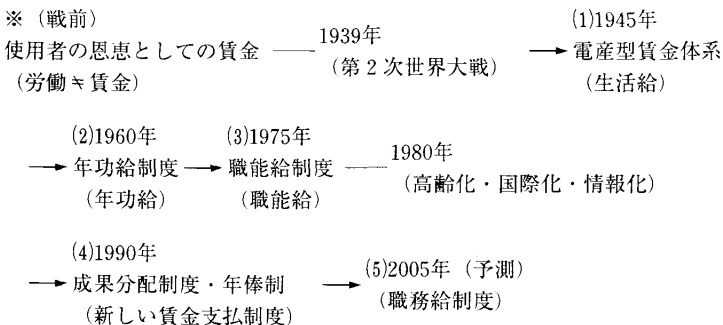 ※（戦前）
(1)1945年
1939年
使用者の恩恵としての賃金 ―― → 電産型賃金体系
（第２次世界大戦）
（労働≒賃金）
（生活給）
(2)1960年 (3)1975年
1980年
→ 年功給制度 → 職能給制度 ――
（高齢化・国際化・情報化）
（年功給） （職能給）
(4)1990年
→ 成果分配制度・年俸制 → (5)2005年（予測）
（新しい賃金支払制度） （職務給制度）